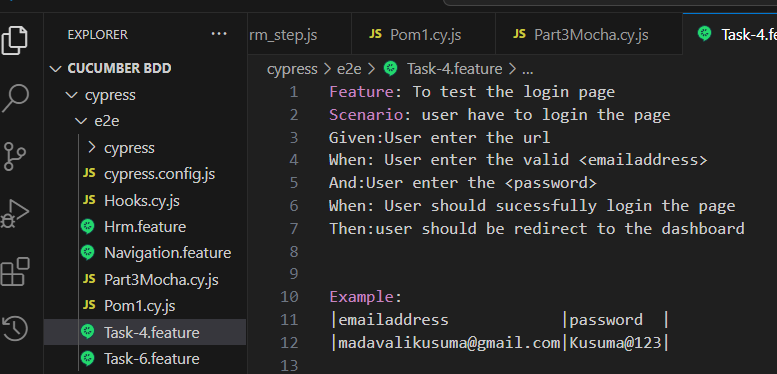 EXPLORER ...
rm_step.js JS Pom1.cy.js JS Part3Mocha.cy.js Task-4.fe
CUCUMBER BDD
cypress > e2e > Task-4.feature > ...
cypress
e2e
cypress
JS cypress.config.js
JS Hooks.cy.js
Hrm.feature
Navigation.feature
JS Part3Mocha.cy.js
JS Pom1.cy.js
Task-4.feature
Task-6.feature
1 Feature: To test the login page
2 Scenario: user have to login the page
3 Given:User enter the url
4 When: User enter the valid <emailaddress>
5 And:User enter the <password>
6 When: User should sucessfully login the page
7 Then:user should be redirect to the dashboard
8
9
10 Example:
11 |emailaddress |password |
12 |madavalikusuma@gmail.com|Kusuma@123|
13